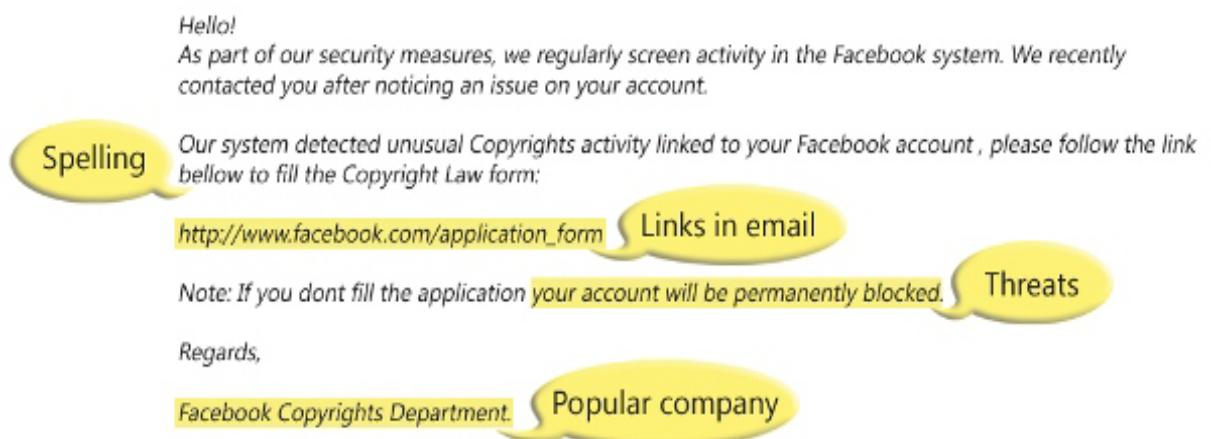 Hello!
As part of our security measures, we regularly screen activity in the Facebook system. We recently
contacted you after noticing an issue on your account.
Spelling
Our system detected unusual Copyrights activity linked to your Facebook account , please follow the link
bellow to fill the Copyright Law form:
http://www.facebook.com/application_form
Links in email
Note: If you dont fill the application your account will be permanently blocked.
Threats
Regards,
Facebook Copyrights Department.
Popular company